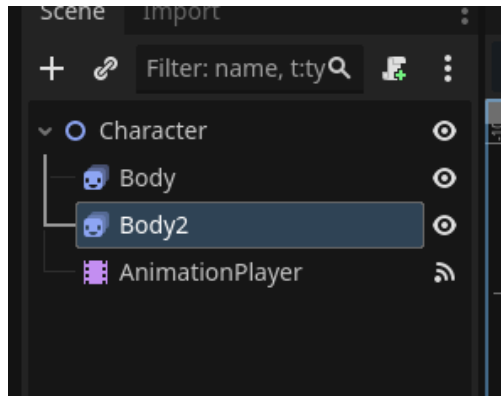 Scene Import
Filter: name, t:ty
Character
Body
Body2
AnimationPlayer